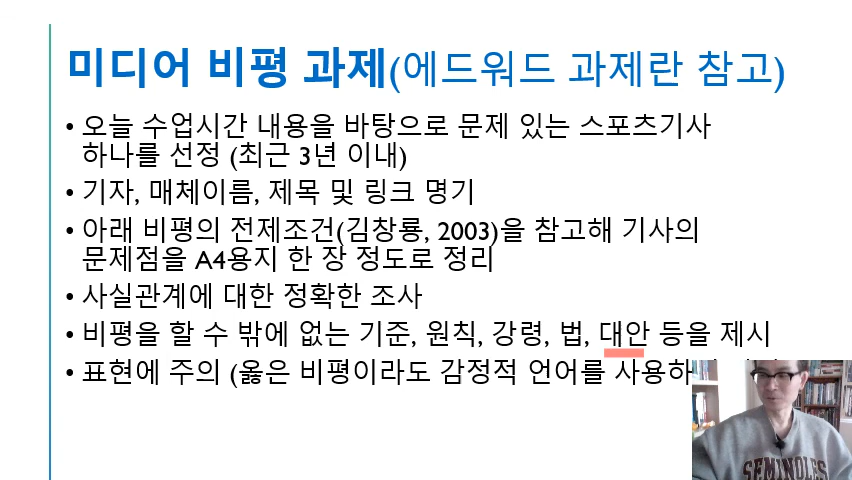 미디어 비평 과제(에드워드 과제란 참고)
• 오늘 수업시간 내용을 바탕으로 문제 있는 스포츠기사
하나를 선정 (최근 3년 이내)
• 기자, 매체이름, 제목 및 링크 명기
• 아래 비평의 전제조건(김창룡, 2003)을 참고해 기사의
문제점을 A4용지 한 장 정도로 정리
• 사실관계에 대한 정확한 조사
• 비평을 할 수 밖에 없는 기준, 원칙, 강령, 법, 대안 등을 제시
• 표현에 주의 (옳은 비평이라도 감정적 언어를
SEMINOLES